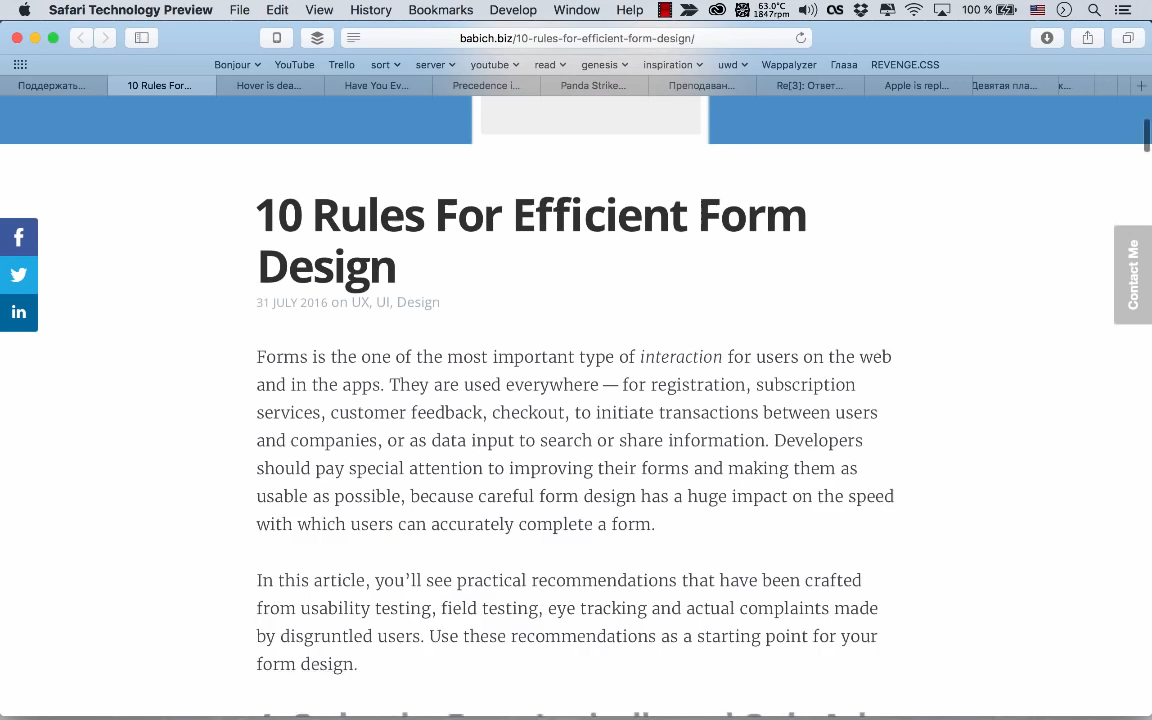 Safari Technology Preview File Edit View History Bookmarks Develop Window Help 63.0°C 1847rpm 100 %
babich.biz/10-rules-for-efficient-form-design/
Bonjour YouTube Trello sort server youtube read genesis inspiration uwd Wappalyzer Глаза REVENGE.CSS
Поддержать... 10 Rules For... Hover is dea... Have You Ev... Precedence i... Panda Strike... Преподаван... Re[3]: Ответ... Apple is repl... Девятая пла... к...
10 Rules For Efficient Form
Design
31 JULY 2016 on UX, UI, Design
Contact Me
Forms is the one of the most important type of interaction for users on the web
and in the apps. They are used everywhere — for registration, subscription
services, customer feedback, checkout, to initiate transactions between users
and companies, or as data input to search or share information. Developers
should pay special attention to improving their forms and making them as
usable as possible, because careful form design has a huge impact on the speed
with which users can accurately complete a form.
In this article, you’ll see practical recommendations that have been crafted
from usability testing, field testing, eye tracking and actual complaints made
by disgruntled users. Use these recommendations as a starting point for your
form design.